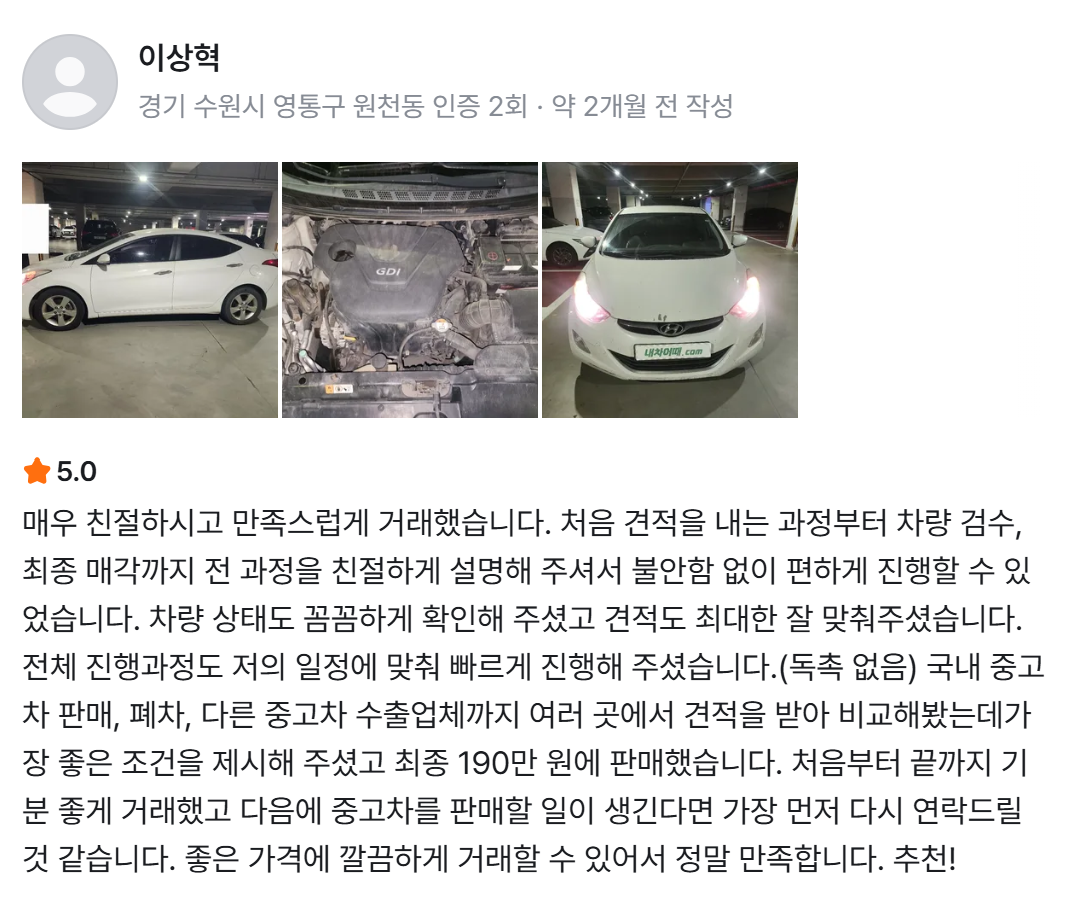 이상혁
경기 수원시 영통구 원천동 인증 2회 · 약 2개월 전 작성
GDI
내차어때.com
5.0
매우 친절하시고 만족스럽게 거래했습니다. 처음 견적을 내는 과정부터 차량 검수,
최종 매각까지 전 과정을 친절하게 설명해 주셔서 불안함 없이 편하게 진행할 수 있
었습니다. 차량 상태도 꼼꼼하게 확인해 주셨고 견적도 최대한 잘 맞춰주셨습니다.
전체 진행과정도 저의 일정에 맞춰 빠르게 진행해 주셨습니다.(독촉 없음) 국내 중고
차 판매, 폐차, 다른 중고차 수출업체까지 여러 곳에서 견적을 받아 비교해봤는데가
장 좋은 조건을 제시해 주셨고 최종 190만 원에 판매했습니다. 처음부터 끝까지 기
분 좋게 거래했고 다음에 중고차를 판매할 일이 생긴다면 가장 먼저 다시 연락드릴
것 같습니다. 좋은 가격에 깔끔하게 거래할 수 있어서 정말 만족합니다. 추천!